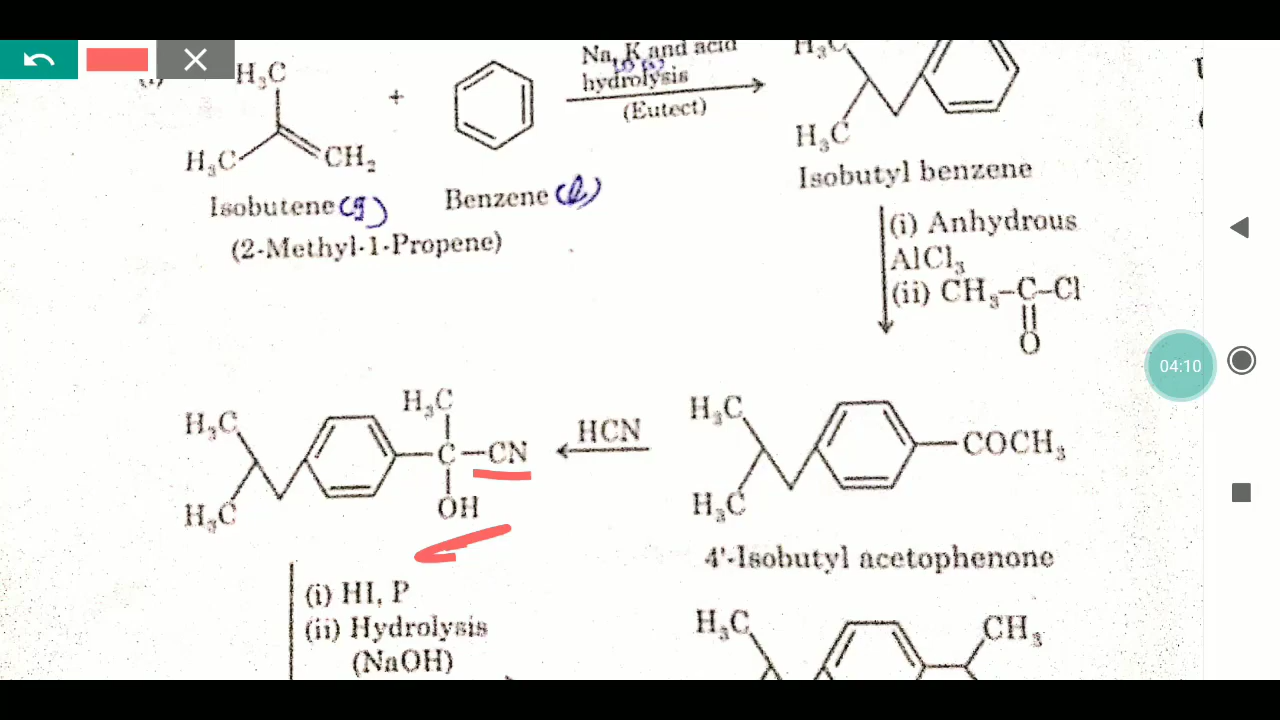 (i) H₃C
+
Na, K and acid
hydrolysis
(Eutect)
H₃C
H₃C
CH₂
H₃C
Isobutene (g)
Benzene (l)
Isobutyl benzene
(2-Methyl-1-Propene)
(i) Anhydrous
AlCl₃
(ii) CH₃–C–Cl
O
04:10
H₃C
H₃C
C–CN
OH
H₃C
HCN
H₃C
COCH₃
H₃C
4'-Isobutyl acetophenone
(i) HI, P
(ii) Hydrolysis
(NaOH)
H₃C
CH₃